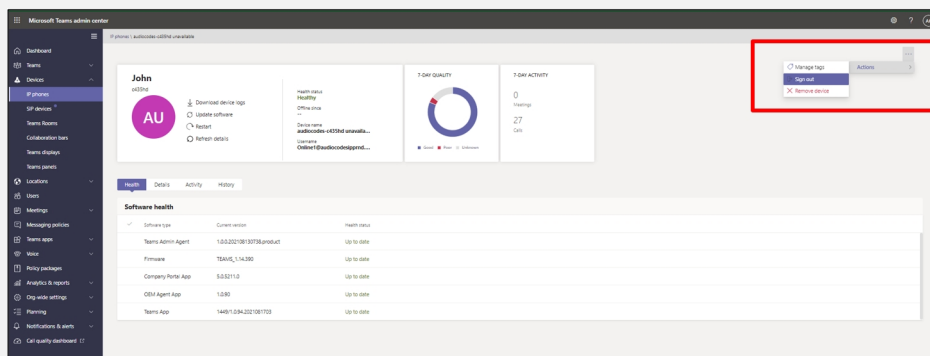 Microsoft Teams admin center
?
IP phones \ audiocodes-c435hd unavailable
Dashboard
Teams
Devices
IP phones
SIP devices
Teams Rooms
Collaboration bars
Teams displays
Teams panels
Locations
Users
Meetings
Messaging policies
Teams apps
Voice
Policy packages
Analytics & reports
Org-wide settings
Planning
Notifications & alerts
Call quality dashboard
John
c435hd
AU
Download device logs
Update software
Restart
Refresh details
Health status
Healthy
Offline since
--
Device name
audiocodes-c435hd unavaila...
Username
Online1@audiocodesipprnd....
7-DAY QUALITY
Good Poor Unknown
7-DAY ACTIVITY
0
Meetings
27
Calls
...
Manage tags
Sign out
Remove device
Actions
Health Details Activity History
Software health
Software type Current version Health status
Teams Admin Agent 1.0.0.202108130738.product Up to date
Firmware TEAMS_1.14.390 Up to date
Company Portal App 5.0.5211.0 Up to date
OEM Agent App 1.0.90 Up to date
Teams App 1449/1.0.94.2021081703 Up to date